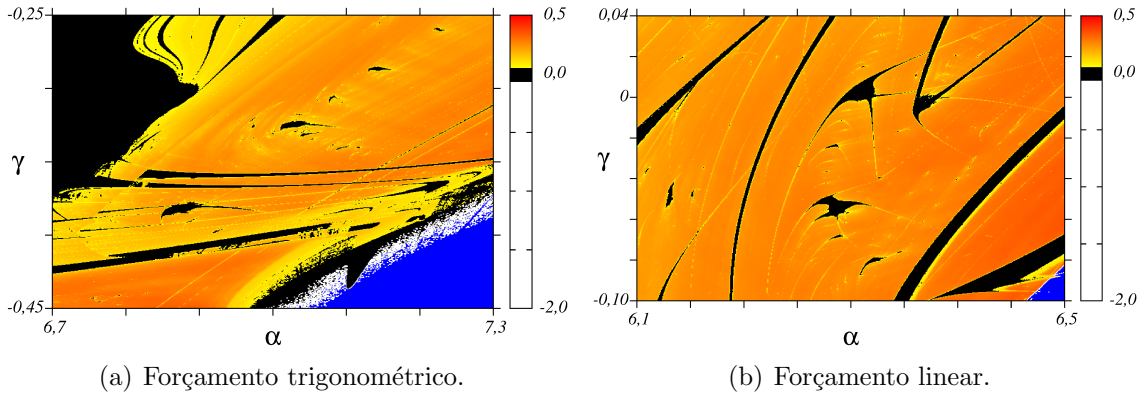 -0,25
γ
-0,45
6,7
α
7,3
0,5
0,0
-2,0
(a) Forçamento trigonométrico.
0,04
0
γ
-0,10
6,1
α
6,5
0,5
0,0
-2,0
(b) Forçamento linear.